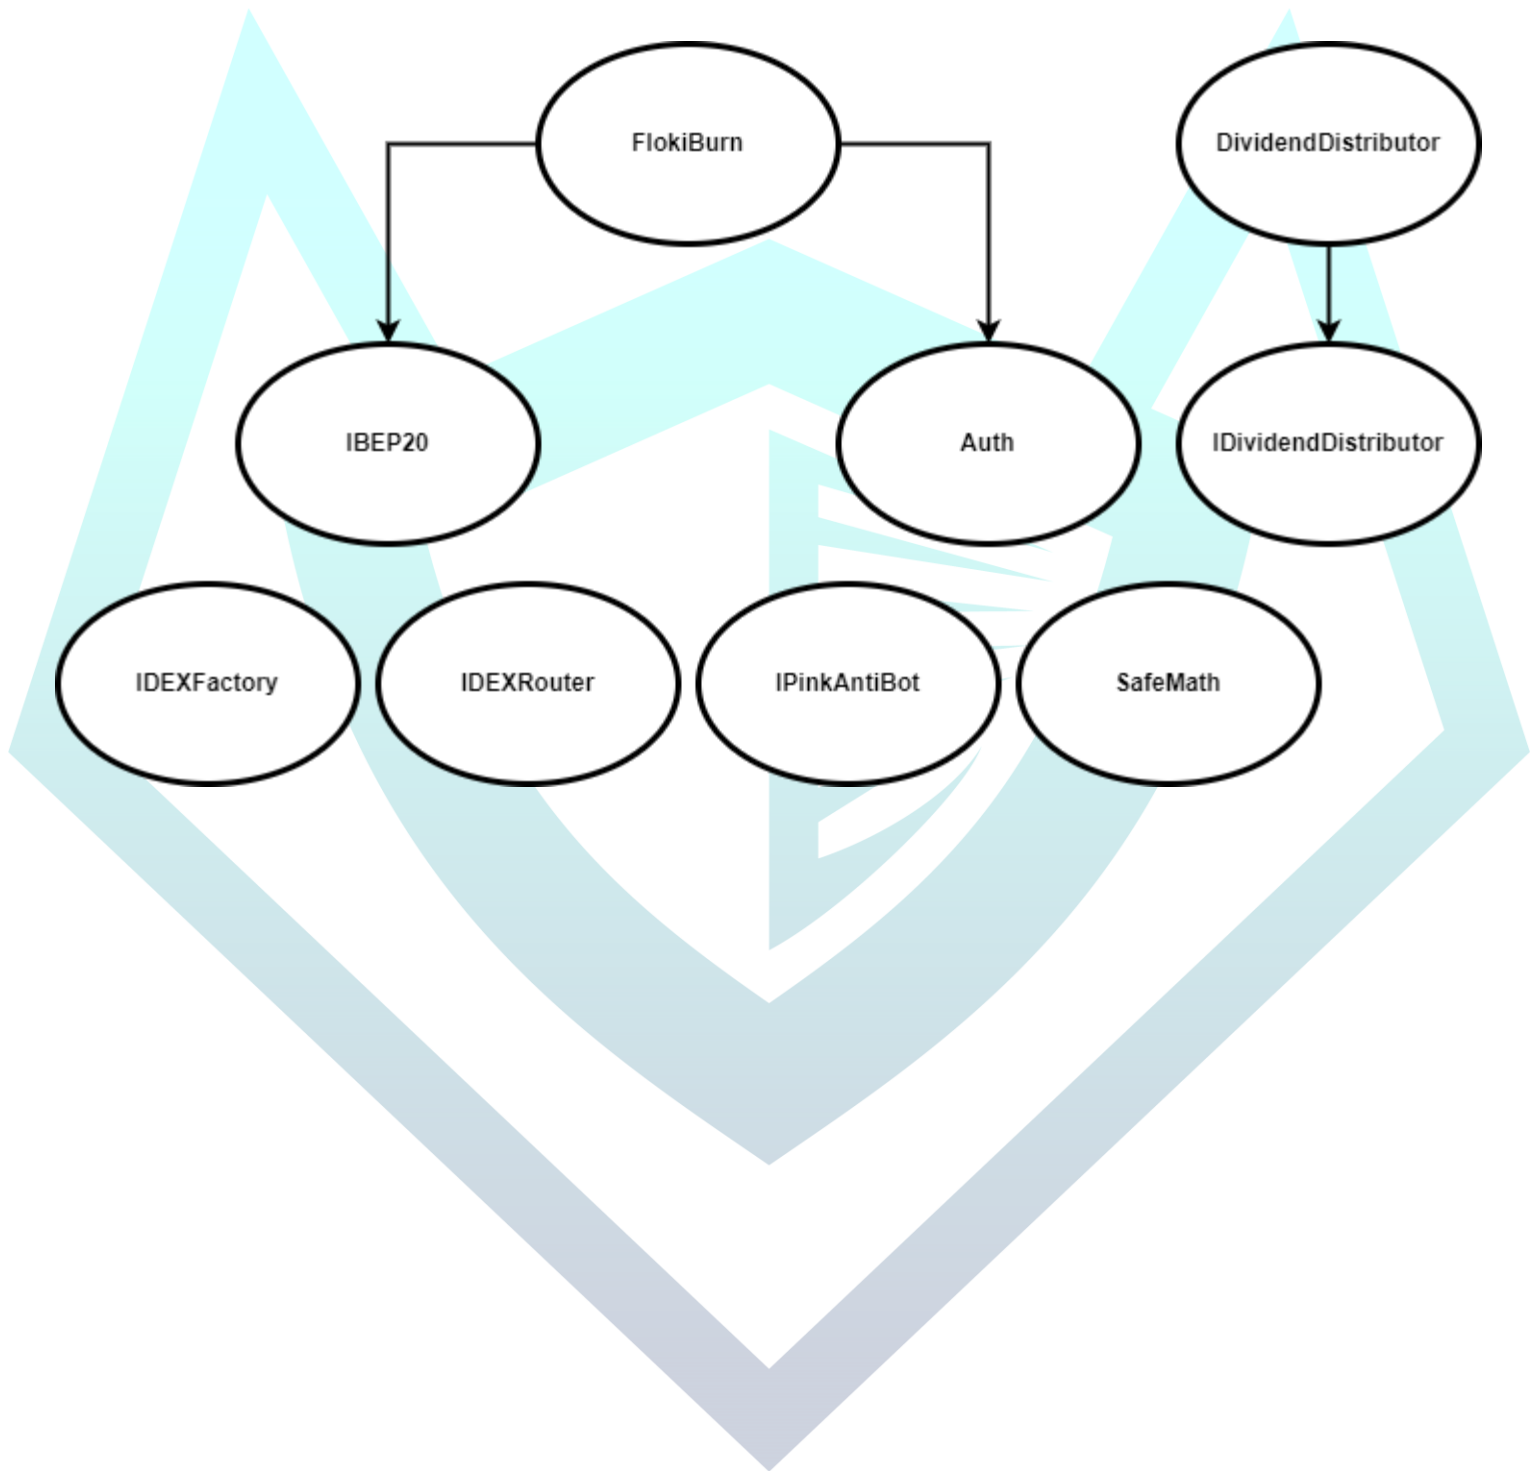 FlokiBurn
DividendDistributor
IBEP20
Auth
IDividendDistributor
IDEXFactory
IDEXRouter
IPinkAntiBot
SafeMath